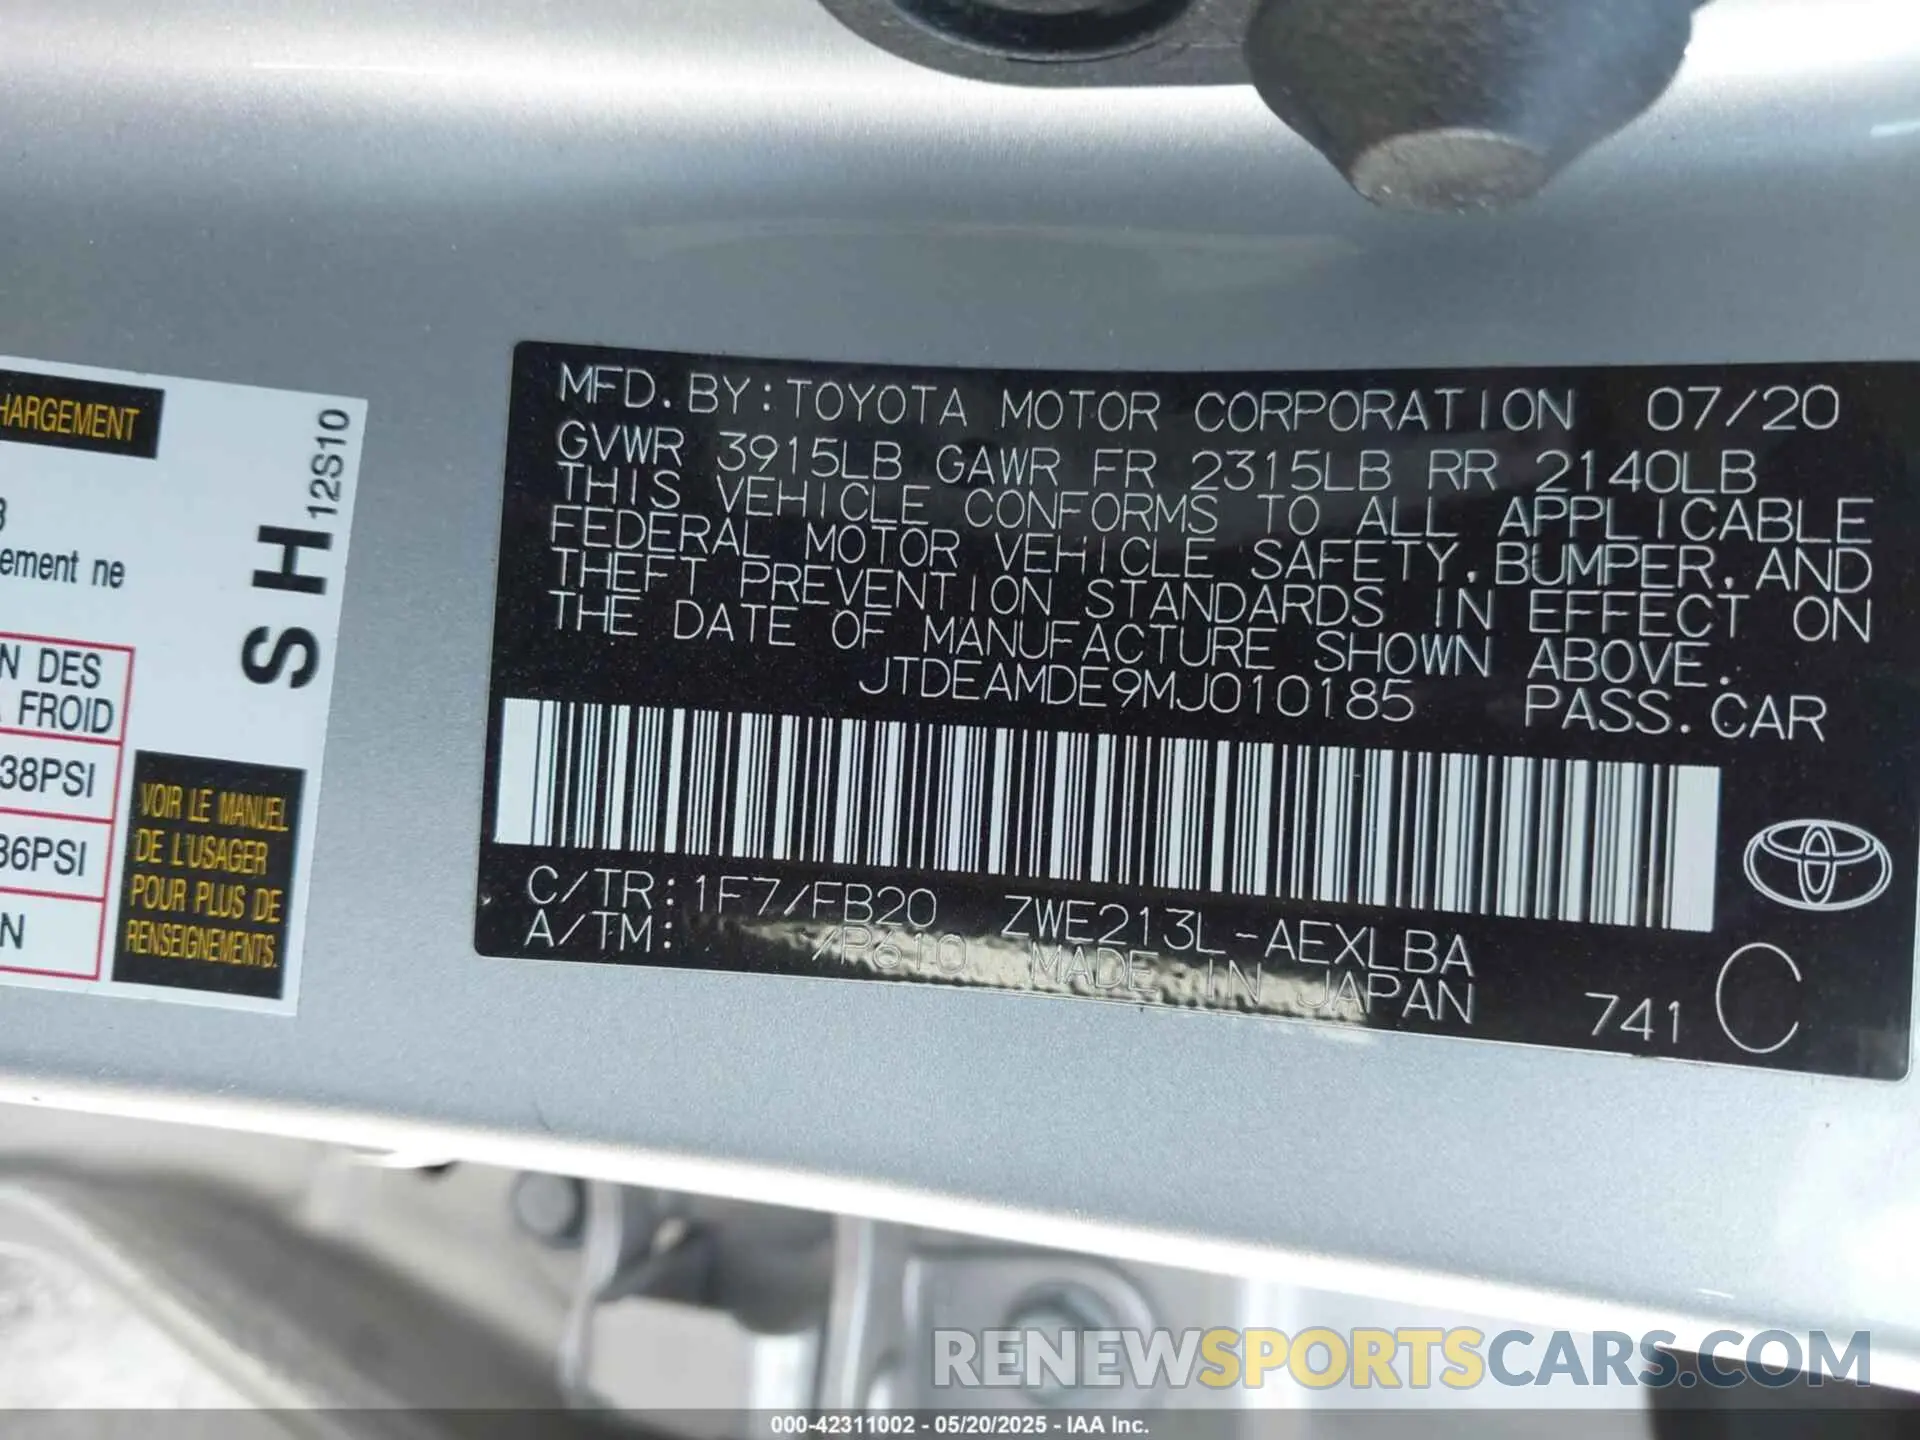 HARGEMENT
ement ne
N DES
FROID
38PSI
36PSI
N
S H 12S10
VOIR LE MANUEL
DE L'USAGER
POUR PLUS DE
RENSEIGNEMENTS.
MFD. BY: TOYOTA MOTOR CORPORATION 07/20
GVWR 3915LB GAWR FR 2315LB RR 2140LB
THIS VEHICLE CONFORMS TO ALL APPLICABLE
FEDERAL MOTOR VEHICLE SAFETY, BUMPER, AND
THEFT PREVENTION STANDARDS IN EFFECT ON
THE DATE OF MANUFACTURE SHOWN ABOVE.
JTDEAMDE9MJ010185 PASS. CAR
C/TR: 1F7/FB20 ZWE213L-AEXLBA
A/TM: /P610 MADE IN JAPAN 741 C
RENEWSPORTSCARS.COM
000-42311002 - 05/20/2025 - IAA Inc.